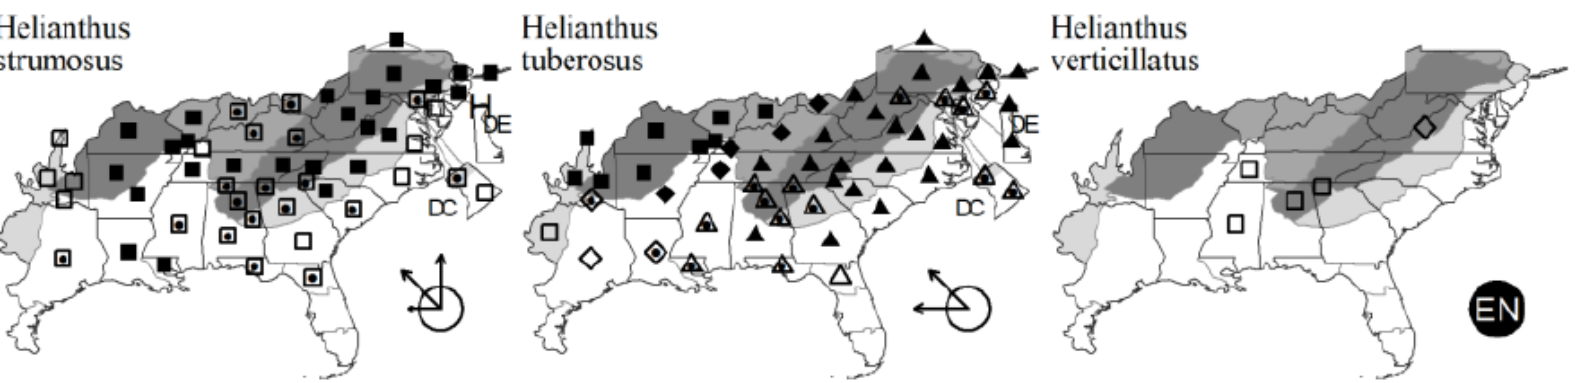 Helianthus
strumosus
H
DE
DC
Helianthus
tuberosus
DE
DC
Helianthus
verticillatus
EN